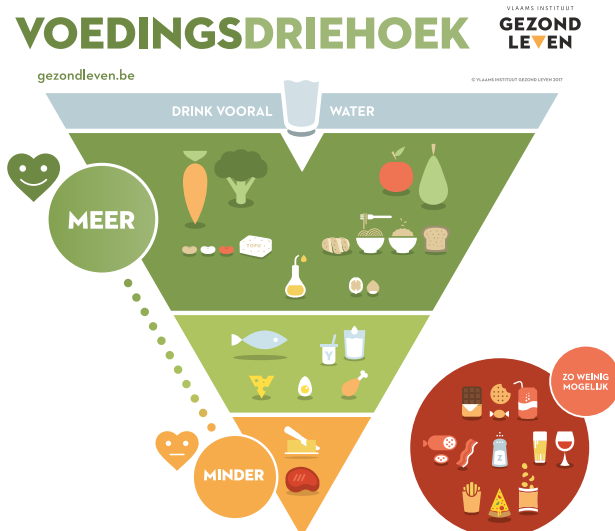 VOEDINGSDRIEHOEK
VLAAMS INSTITUUT
GEZOND
LEVEN
gezondleven.be
© VLAAMS INSTITUUT GEZOND LEVEN 2017
DRINK VOORAL WATER
MEER
TOFU
Y
ZO WEINIG
MOGELIJK
MINDER
Z